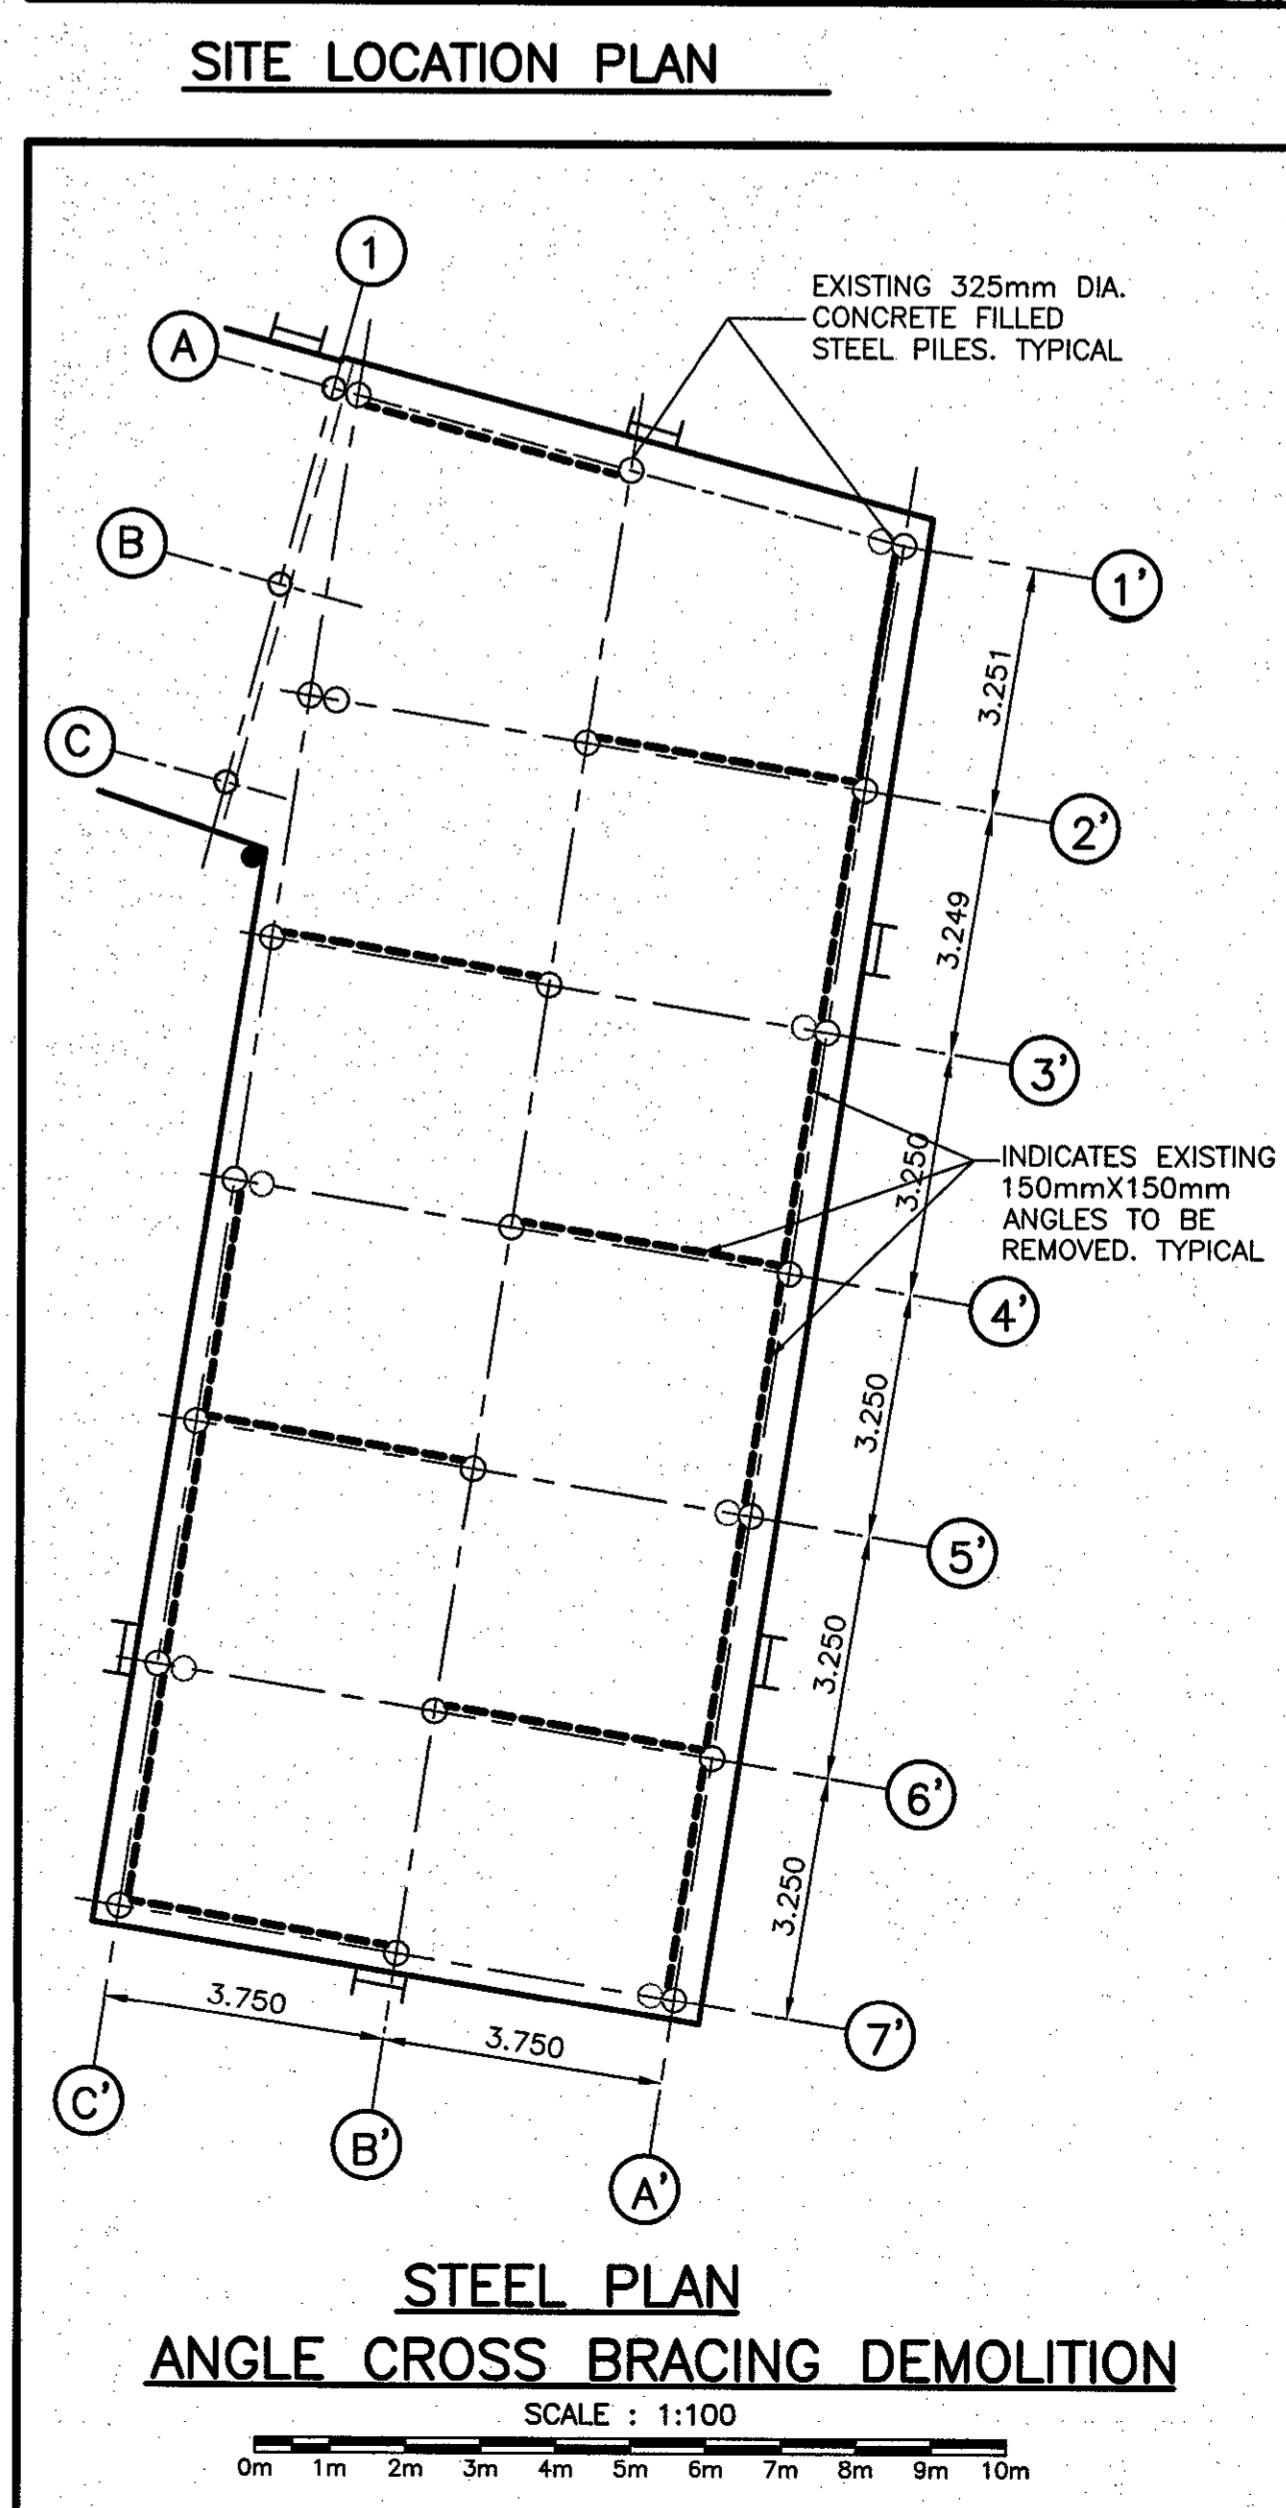 SITE LOCATION PLAN
1
A
EXISTING 325mm DIA.
CONCRETE FILLED
STEEL PILES. TYPICAL
B
1'
3.251
C
2'
3.249
3'
3.250
INDICATES EXISTING
150mmX150mm
ANGLES TO BE
REMOVED. TYPICAL
4'
3.250
5'
3.250
6'
3.250
3.750
3.750
7'
C'
B'
A'
STEEL PLAN
ANGLE CROSS BRACING DEMOLITION
SCALE : 1:100
0m 1m 2m 3m 4m 5m 6m 7m 8m 9m 10m